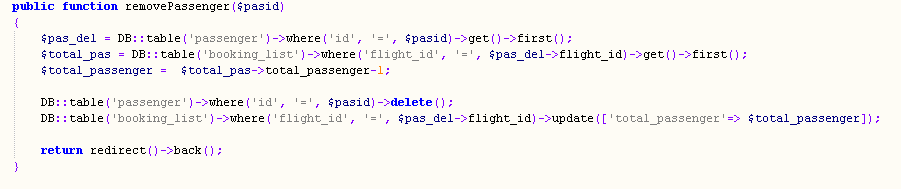 public function removePassenger($pasid)
{
$pas_del = DB::table('passenger')->where('id', '=', $pasid)->get()->first();
$total_pas = DB::table('booking_list')->where('flight_id', '=', $pas_del->flight_id)->get()->first();
$total_passenger =  $total_pas->total_passenger-1;
DB::table('passenger')->where('id', '=', $pasid)->delete();
DB::table('booking_list')->where('flight_id', '=', $pas_del->flight_id)->update(['total_passenger'=> $total_passenger]);
return redirect()->back();
}